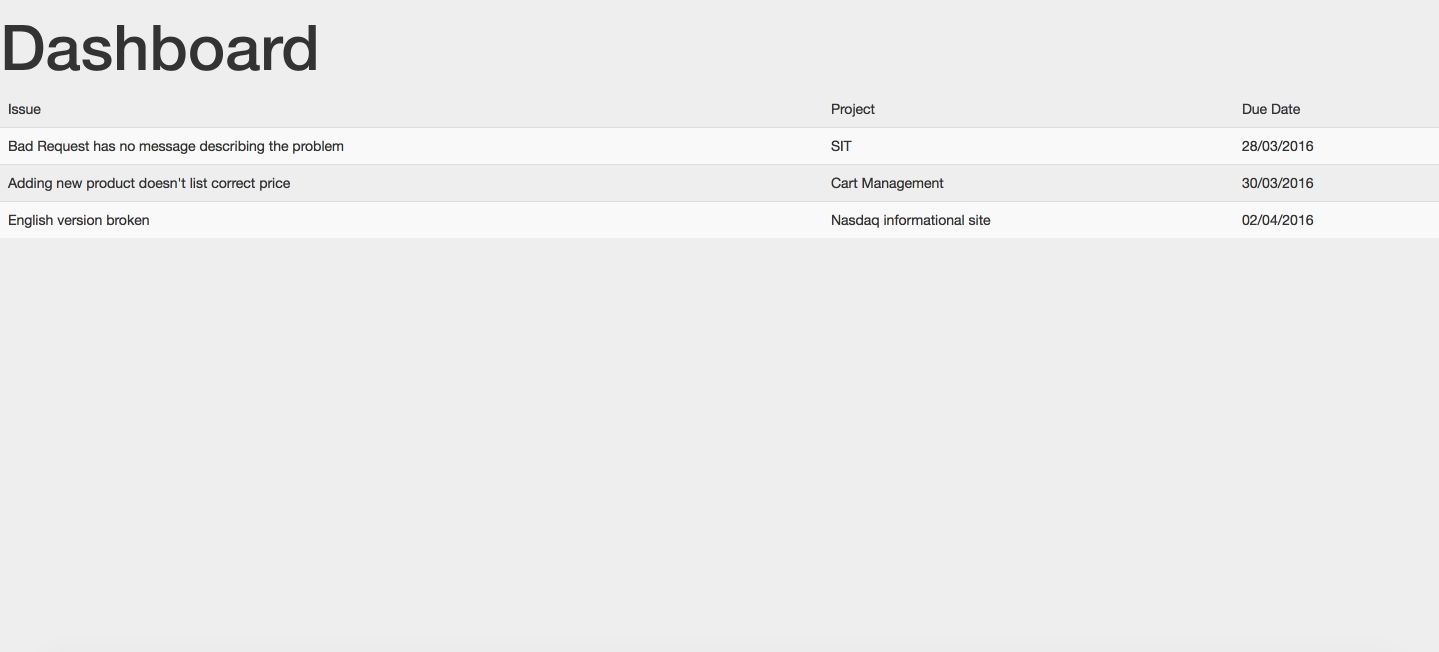 Dashboard
Issue Project Due Date
Bad Request has no message describing the problem SIT 28/03/2016
Adding new product doesn't list correct price Cart Management 30/03/2016
English version broken Nasdaq informational site 02/04/2016